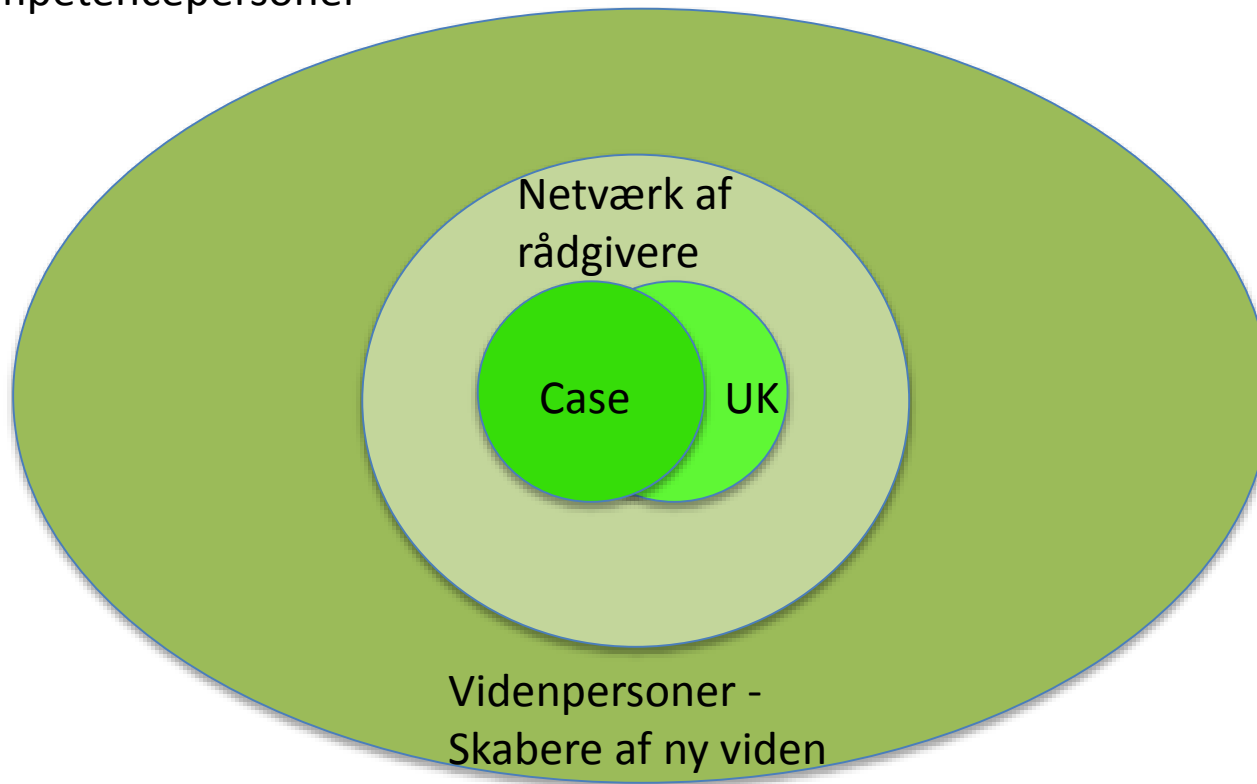 Netværk af
rådgivere
Case
UK
Videnpersoner -
Skabere af ny viden